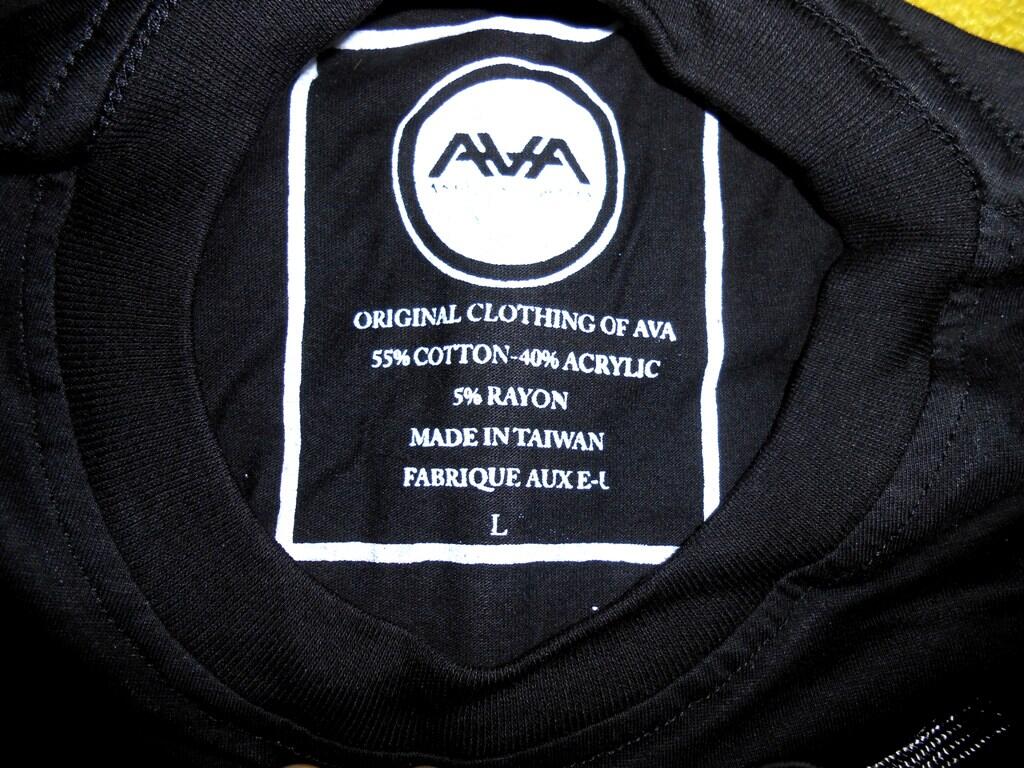 AVA
ORIGINAL CLOTHING OF AVA
55% COTTON-40% ACRYLIC
5% RAYON
MADE IN TAIWAN
FABRIQUE AUX E-U
L